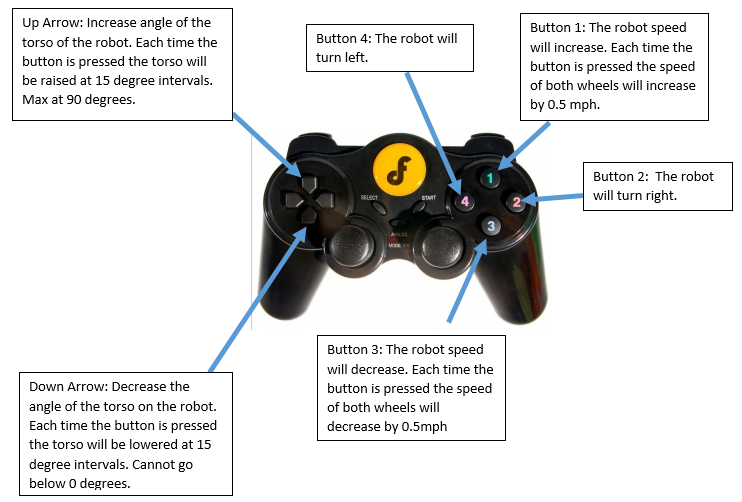 Up Arrow: Increase angle of the
torso of the robot. Each time the
button is pressed the torso will
be raised at 15 degree intervals.
Max at 90 degrees.
Button 4: The robot will
turn left.
Button 1: The robot speed
will increase. Each time the
button is pressed the speed
of both wheels will increase
by 0.5 mph.
Button 2:  The robot
will turn right.
SELECT
START
1
4
2
3
MODE
Button 3: The robot speed
will decrease. Each time the
button is pressed the speed
of both wheels will
decrease by 0.5mph
Down Arrow: Decrease the
angle of the torso on the robot.
Each time the button is pressed
the torso will be lowered at 15
degree intervals. Cannot go
below 0 degrees.